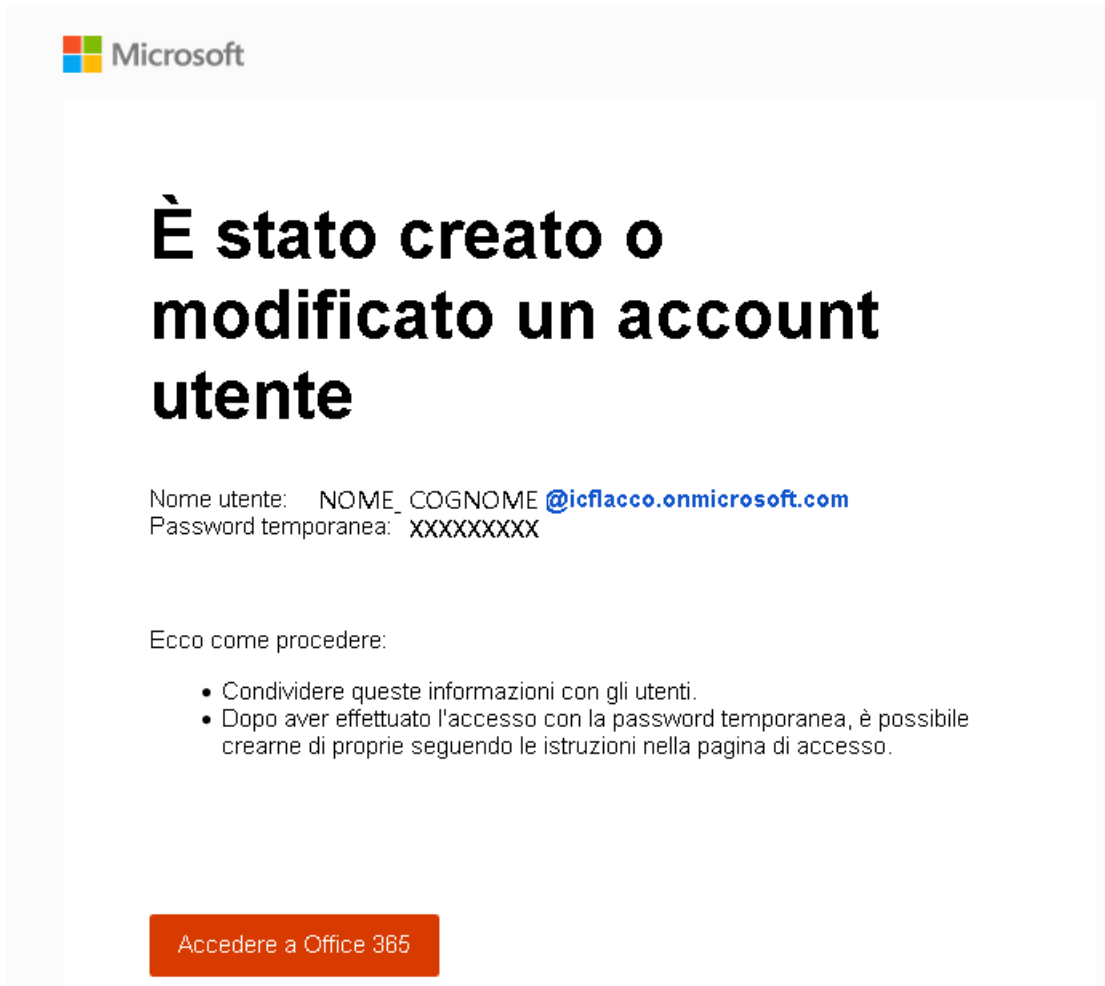 Microsoft
È stato creato o
modificato un account
utente
Nome utente: NOME_ COGNOME @icflacco.onmicrosoft.com
Password temporanea: XXXXXXXXX
Ecco come procedere:
• Condividere queste informazioni con gli utenti.
• Dopo aver effettuato l'accesso con la password temporanea, è possibile
crearne di proprie seguendo le istruzioni nella pagina di accesso.
Accedere a Office 365